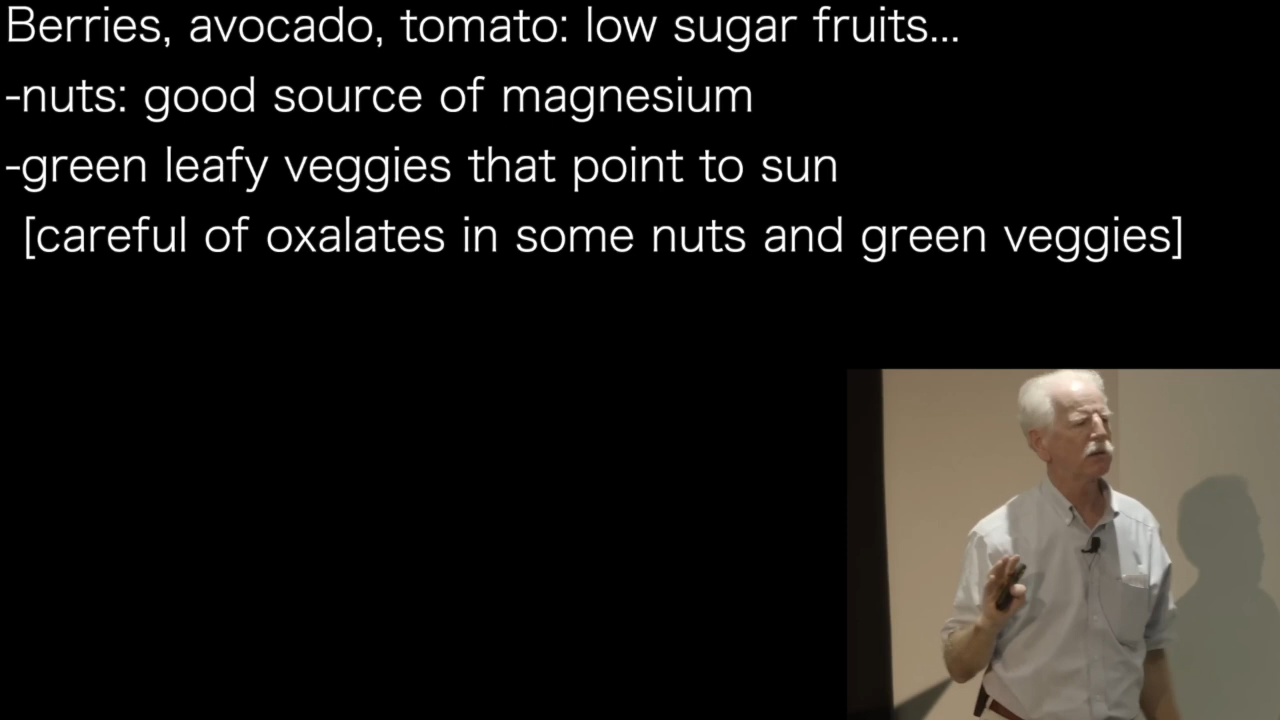 Berries, avocado, tomato: low sugar fruits...
-nuts: good source of magnesium
-green leafy veggies that point to sun
[careful of oxalates in some nuts and green veggies]